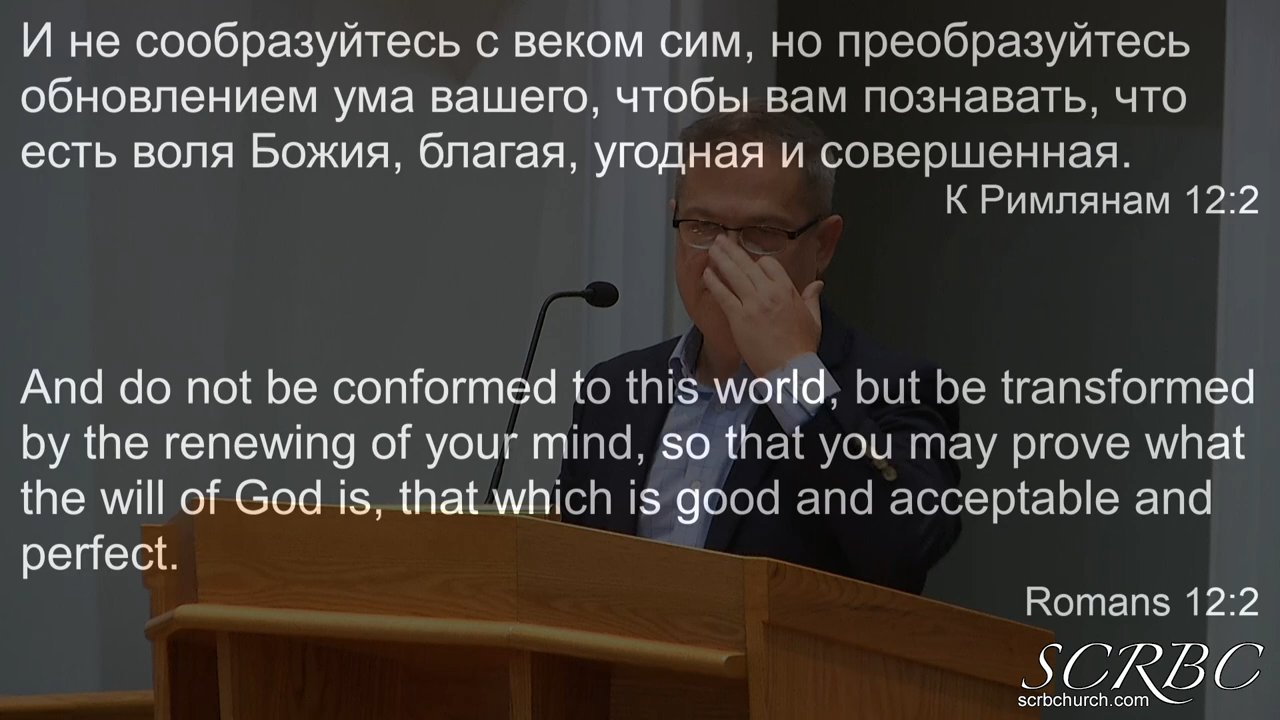 И не сообразуйтесь с веком сим, но преобразуйтесь
обновлением ума вашего, чтобы вам познавать, что
есть воля Божия, благая, угодная и совершенная.
К Римлянам 12:2
And do not be conformed to this world, but be transformed
by the renewing of your mind, so that you may prove what
the will of God is, that which is good and acceptable and
perfect.
Romans 12:2
SCRBC
scrbchurch.com